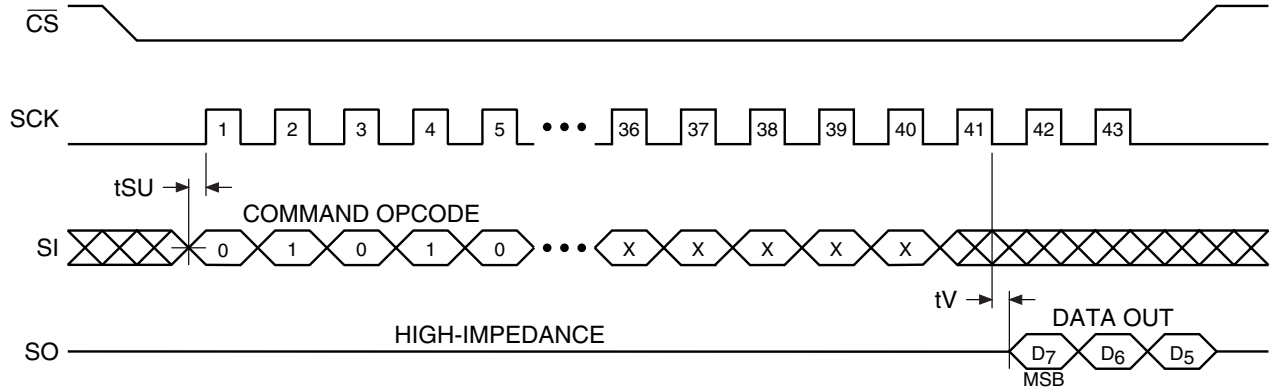 CS
SCK
1 2 3 4 5 ••• 36 37 38 39 40 41 42 43
tSU
COMMAND OPCODE
SI
0 1 0 1 0 ••• X X X X X
tV
DATA OUT
HIGH-IMPEDANCE
SO
D7 D6 D5
MSB